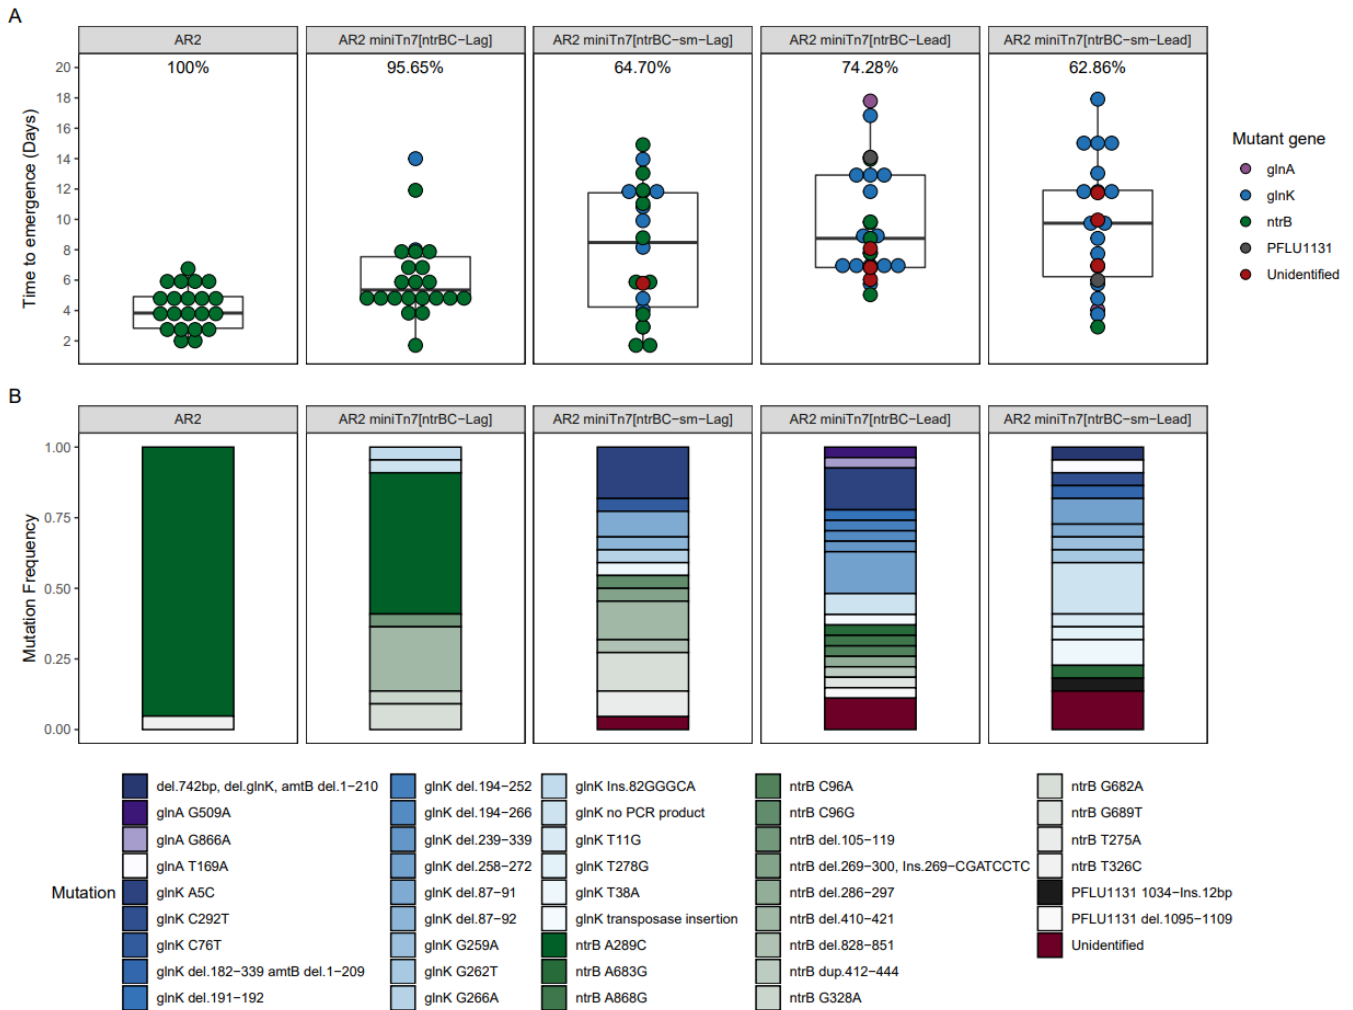 A
AR2
AR2 miniTn7[ntrBC−Lag]
AR2 miniTn7[ntrBC−sm−Lag]
AR2 miniTn7[ntrBC−Lead]
AR2 miniTn7[ntrBC−sm−Lead]
100%
95.65%
64.70%
74.28%
62.86%
Time to emergence (Days)
20
18
16
14
12
10
8
6
4
2
Mutant gene
glnA
glnK
ntrB
PFLU1131
Unidentified
B
AR2
AR2 miniTn7[ntrBC−Lag]
AR2 miniTn7[ntrBC−sm−Lag]
AR2 miniTn7[ntrBC−Lead]
AR2 miniTn7[ntrBC−sm−Lead]
Mutation Frequency
1.00
0.75
0.50
0.25
0.00
Mutation
del.742bp, del.glnK, amtB del.1−210
glnA G509A
glnA G866A
glnA T169A
glnK A5C
glnK C292T
glnK C76T
glnK del.182−339 amtB del.1−209
glnK del.191−192
glnK del.194−252
glnK del.194−266
glnK del.239−339
glnK del.258−272
glnK del.87−91
glnK del.87−92
glnK G259A
glnK G262T
glnK G266A
glnK Ins.82GGGCA
glnK no PCR product
glnK T11G
glnK T278G
glnK T38A
glnK transposase insertion
ntrB A289C
ntrB A683G
ntrB A868G
ntrB C96A
ntrB C96G
ntrB del.105−119
ntrB del.269−300, Ins.269−CGATCCTC
ntrB del.286−297
ntrB del.410−421
ntrB del.828−851
ntrB dup.412−444
ntrB G328A
ntrB G682A
ntrB G689T
ntrB T275A
ntrB T326C
PFLU1131 1034−Ins.12bp
PFLU1131 del.1095−1109
Unidentified